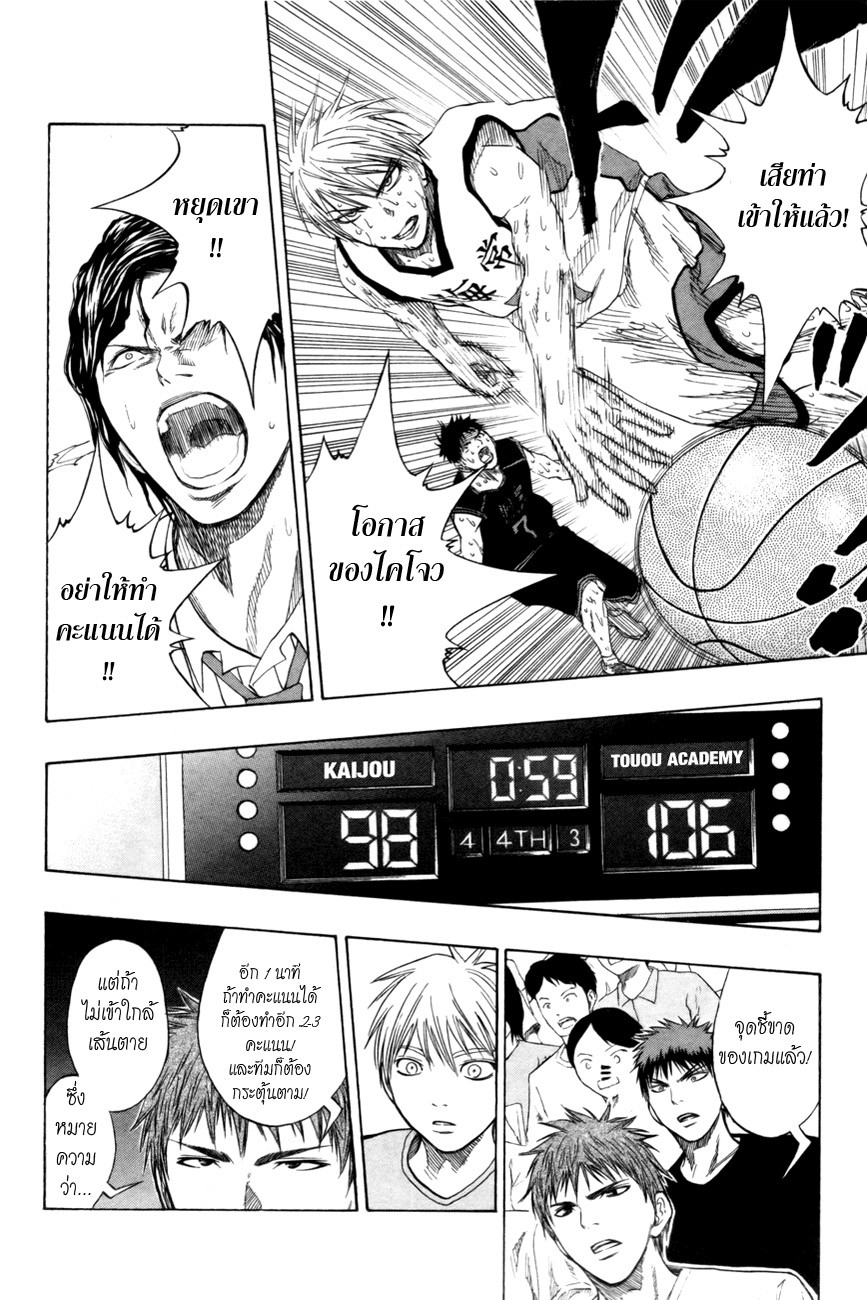 เสียท่า
เข้าให้แล้ว!
โอกาส
ของไคโจว
!!
หยุดเขา
!!
อย่าให้ทำ
คะแนนได้
!!
KAIJOU
0:59
TOUOU ACADEMY
98
4 4TH 3
106
จุดชี้ขาด
ของเกมแล้ว!
อีก 1 นาที
ถ้าทำคะแนนได้
ก็ต้องทำอีก 2-3
คะแนน!
และทีมก็ต้อง
กระตุ้นตาม!
แต่ถ้า
ไม่เข้าใกล้
เส้นตาย
ซึ่ง
หมาย
ความ
ว่า...